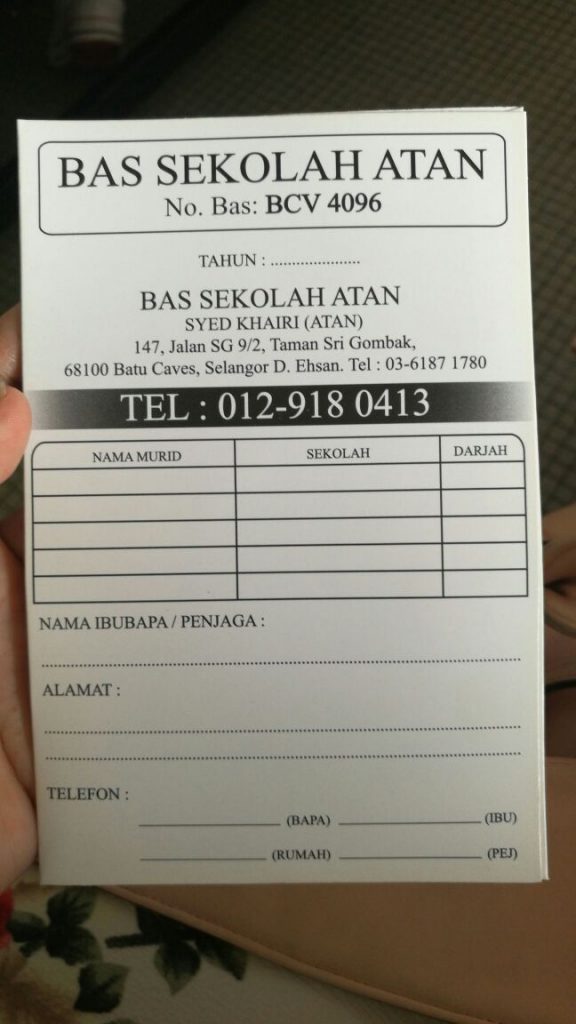 BAS SEKOLAH ATAN
No. Bas: BCV 4096
TAHUN : .....................
BAS SEKOLAH ATAN
SYED KHAIRI (ATAN)
147, Jalan SG 9/2, Taman Sri Gombak,
68100 Batu Caves, Selangor D. Ehsan. Tel : 03-6187 1780
TEL : 012-918 0413
NAMA MURID SEKOLAH DARJAH
NAMA IBUBAPA / PENJAGA :
ALAMAT :
TELEFON :
(BAPA) (IBU)
(RUMAH) (PEJ)